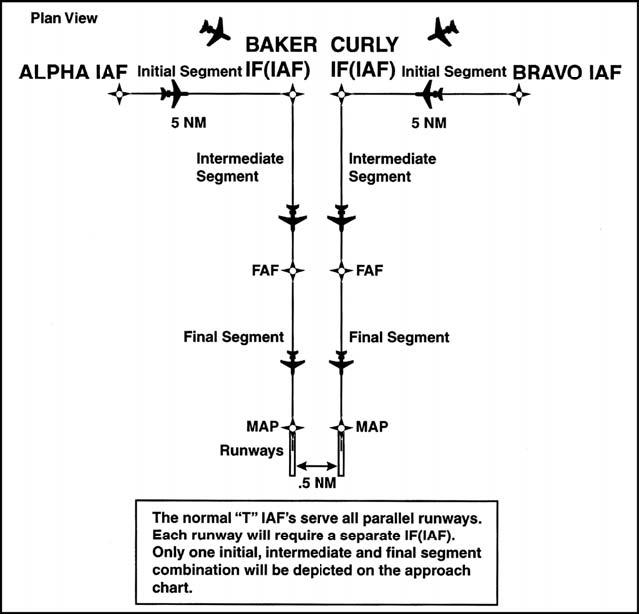 Plan View
BAKER CURLY
ALPHA IAF Initial Segment IF(IAF) IF(IAF) Initial Segment BRAVO IAF
5 NM 5 NM
Intermediate Intermediate
Segment Segment
FAF FAF
Final Segment Final Segment
MAP MAP
Runways
.5 NM
The normal “T” IAF's serve all parallel runways.
Each runway will require a separate IF(IAF).
Only one initial, intermediate and final segment
combination will be depicted on the approach
chart.